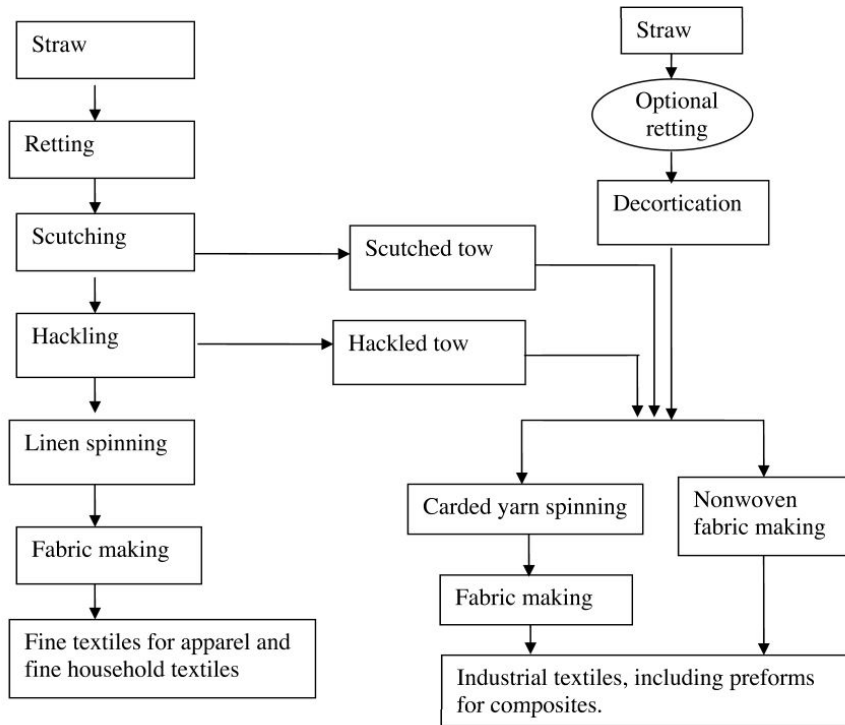 Straw
Retting
Scutching
Hackling
Linen spinning
Fabric making
Fine textiles for apparel and
fine household textiles
Scutched tow
Hackled tow
Straw
Optional
retting
Decortication
Carded yarn spinning
Nonwoven
fabric making
Fabric making
Industrial textiles, including preforms
for composites.